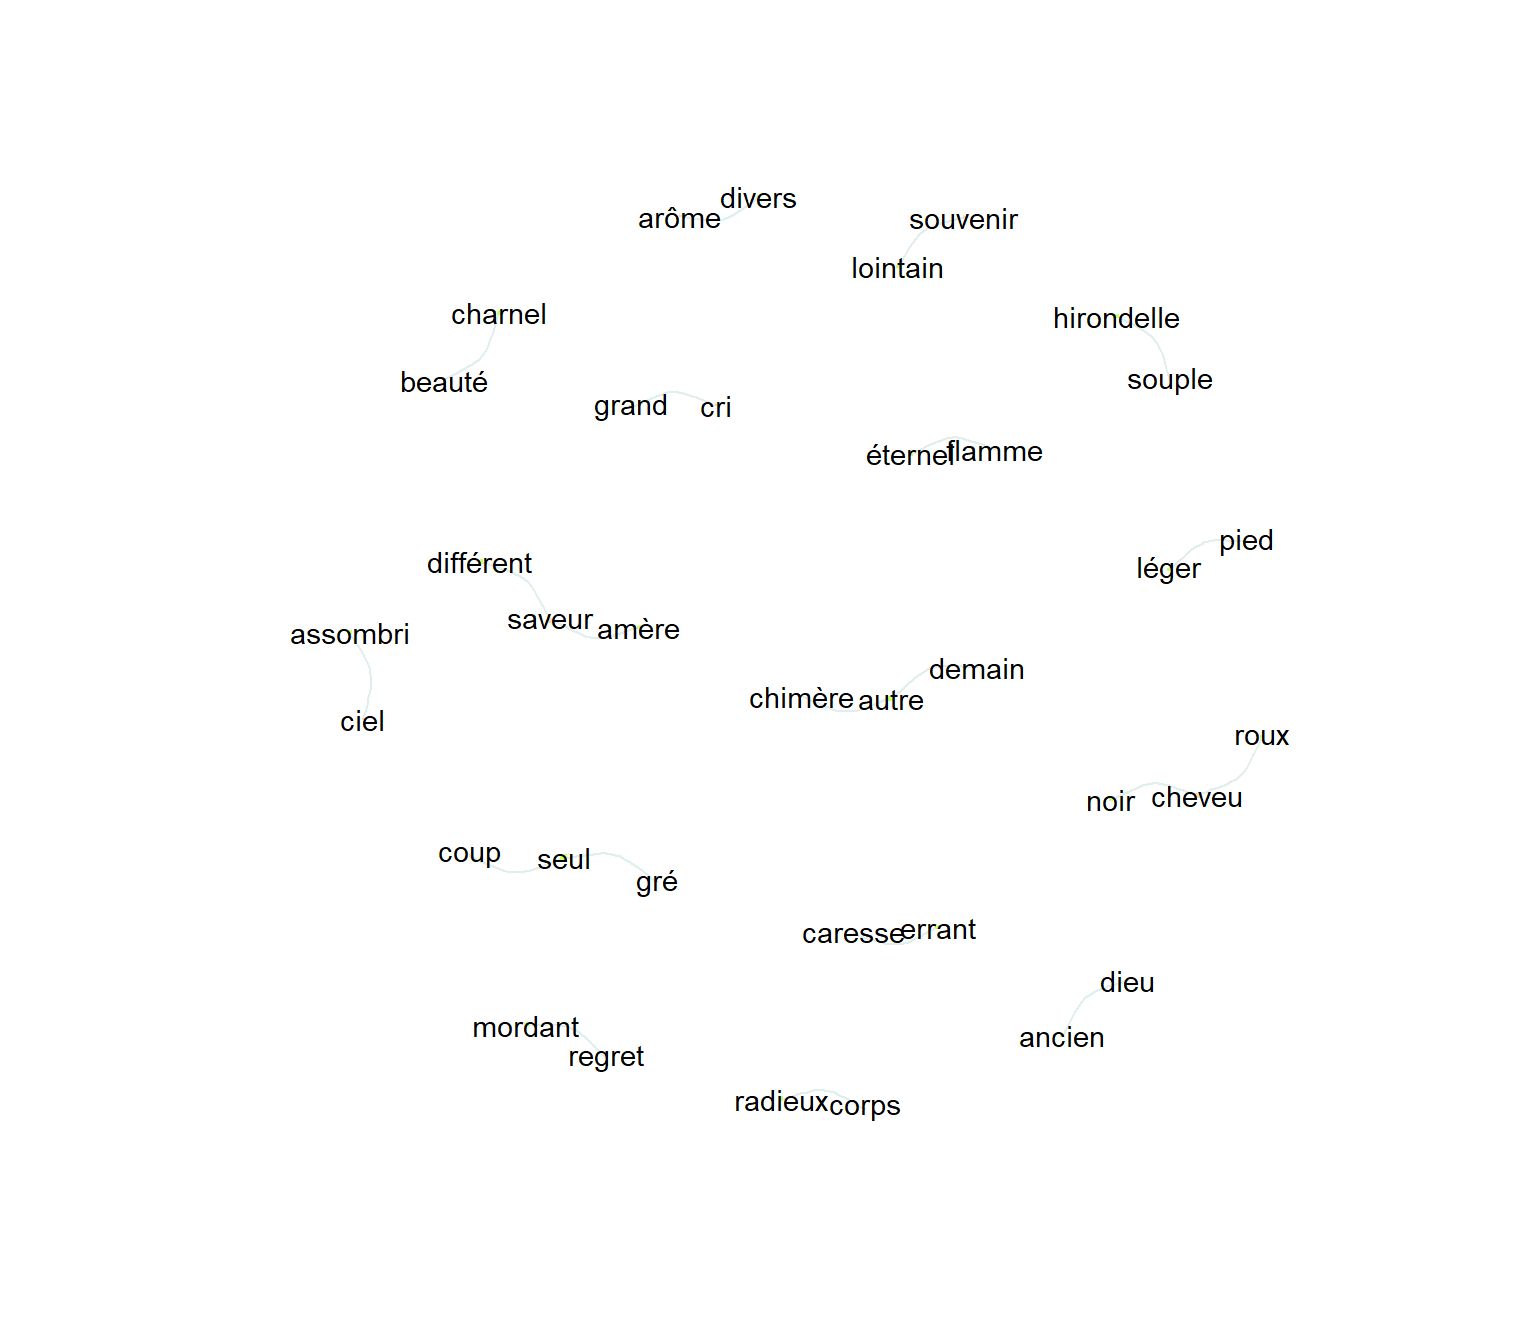 divers
arôme
souvenir
lointain
charnel
hirondelle
beauté
souple
grand
cri
éternel
flamme
différent
pied
léger
saveur
amère
assombri
demain
chimère
autre
ciel
roux
noir
cheveu
coup
seul
gré
caresse
errant
dieu
mordant
ancien
regret
radieux
corps